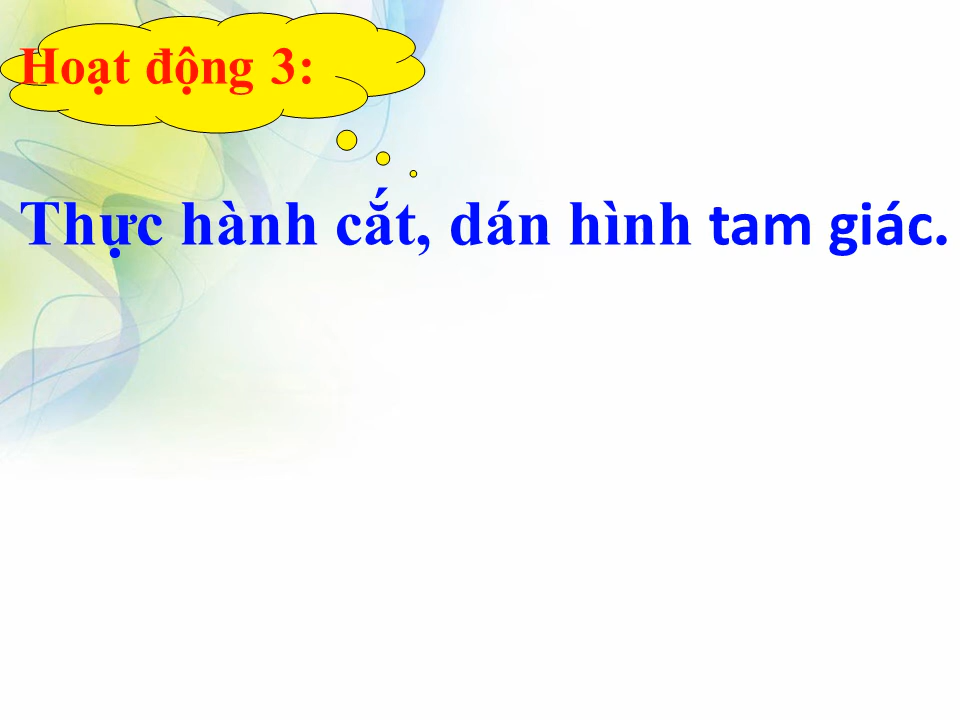 Hoạt động 3:
Thực hành cắt, dán hình tam giác.